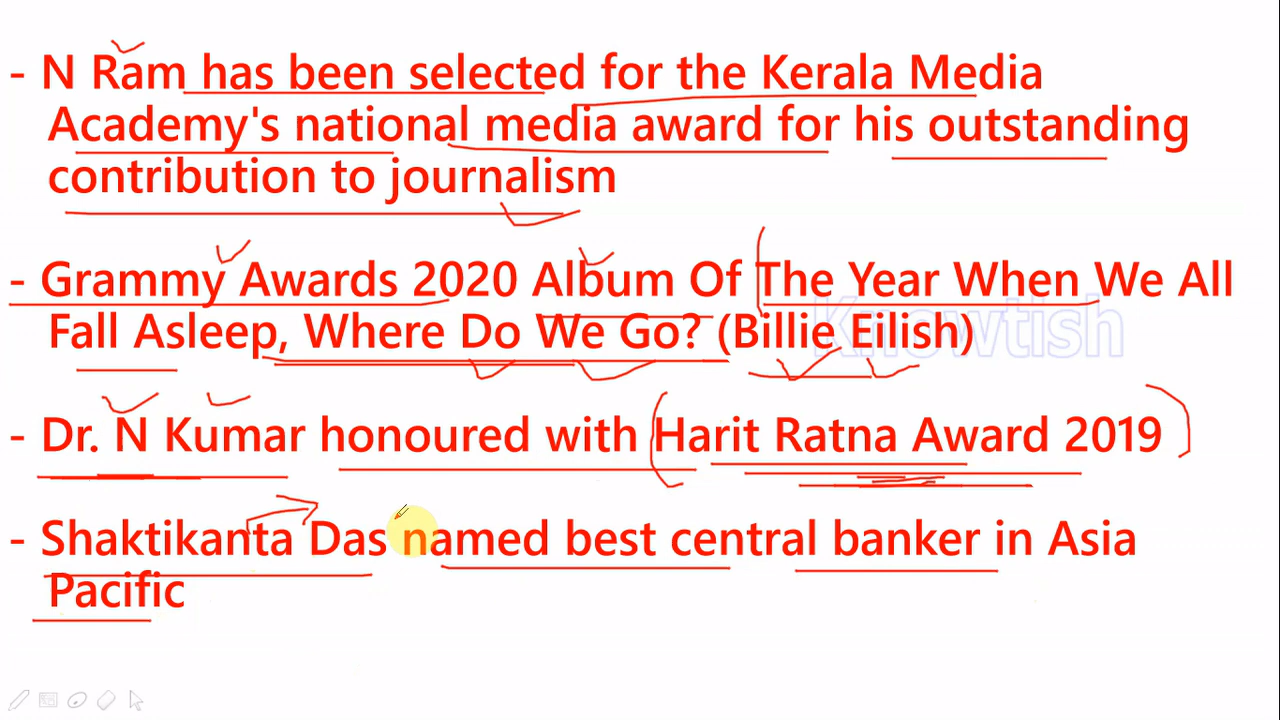 - N Ram has been selected for the Kerala Media
Academy's national media award for his outstanding
contribution to journalism
- Grammy Awards 2020 Album Of The Year When We All
Fall Asleep, Where Do We Go? (Billie Eilish)
Knowtish
- Dr. N Kumar honoured with Harit Ratna Award 2019
- Shaktikanta Das named best central banker in Asia
Pacific